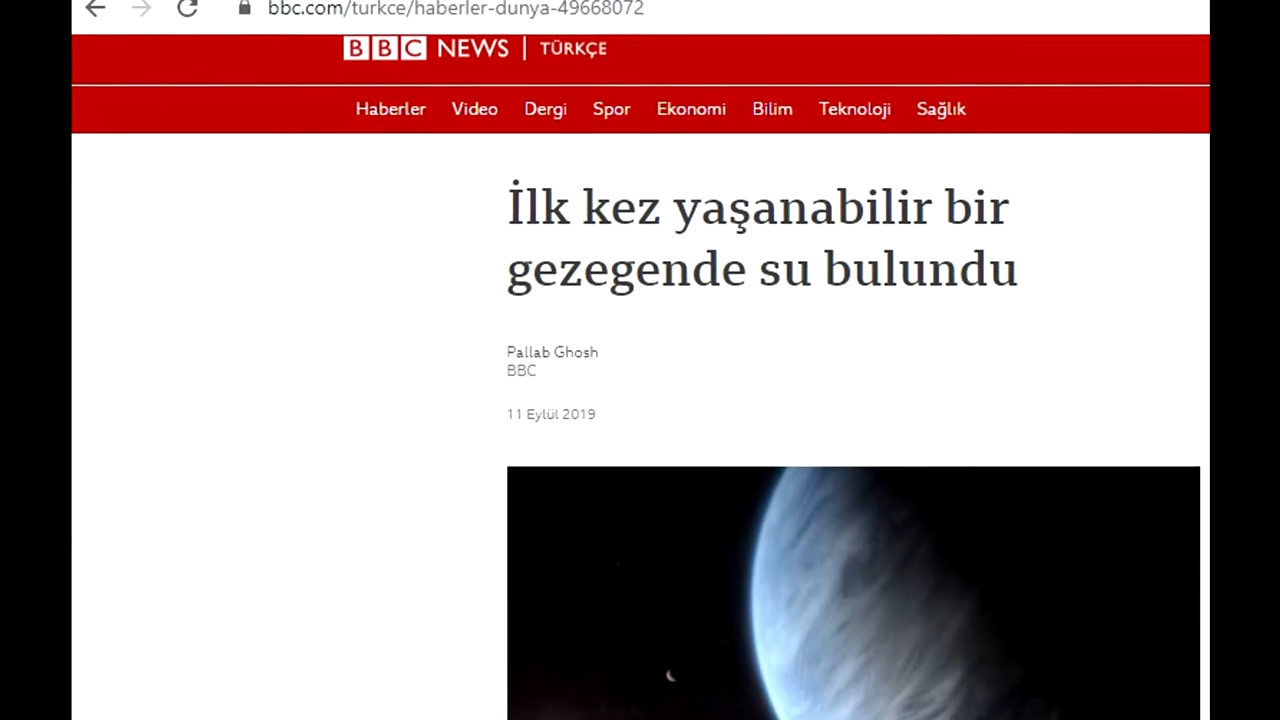 bbc.com/turkce/haberler-dunya-49668072
BBC NEWS | TÜRKÇE
Haberler Video Dergi Spor Ekonomi Bilim Teknoloji Sağlık
İlk kez yaşanabilir bir
gezegende su bulundu
Pallab Ghosh
BBC
11 Eylül 2019